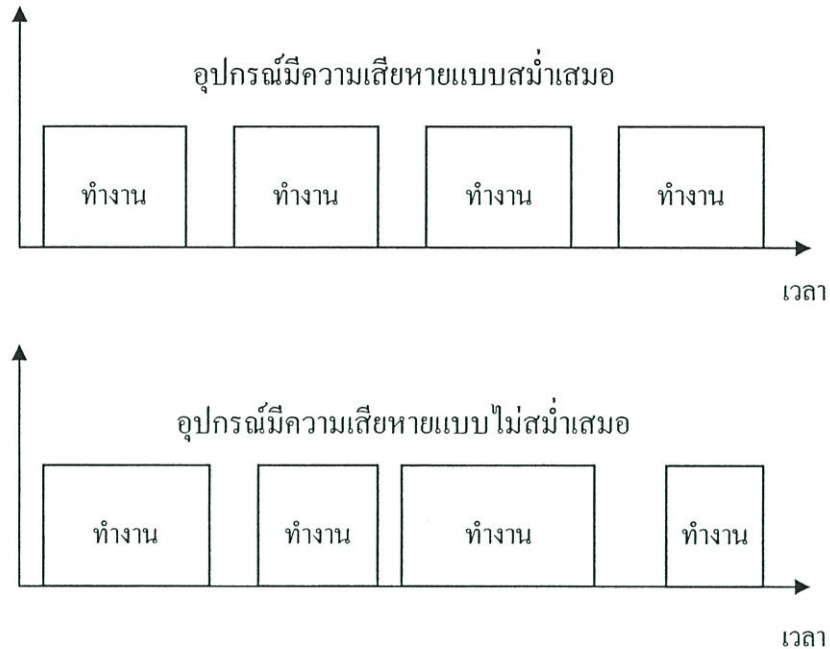 อุปกรณ์มีความเสียหายแบบสม่ำเสมอ
ทำงาน ทำงาน ทำงาน ทำงาน
เวลา
อุปกรณ์มีความเสียหายแบบไม่สม่ำเสมอ
ทำงาน ทำงาน ทำงาน ทำงาน
เวลา